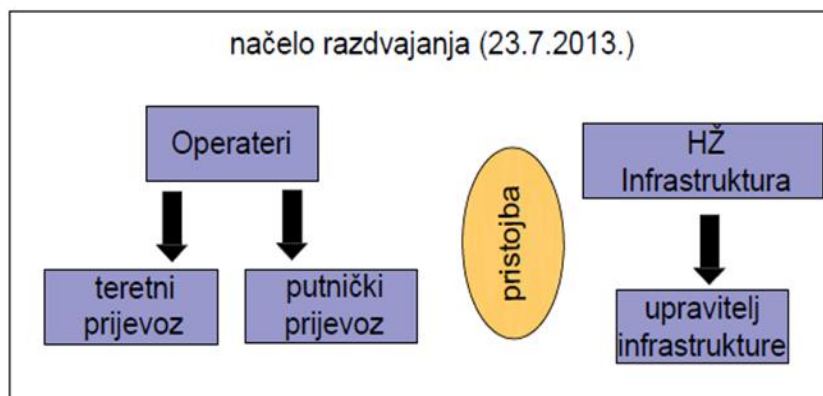 načelo razdvajanja (23.7.2013.)
Operateri
teretni
prijevoz
putnički
prijevoz
pristojba
HŽ
Infrastruktura
upravitelj
infrastrukture